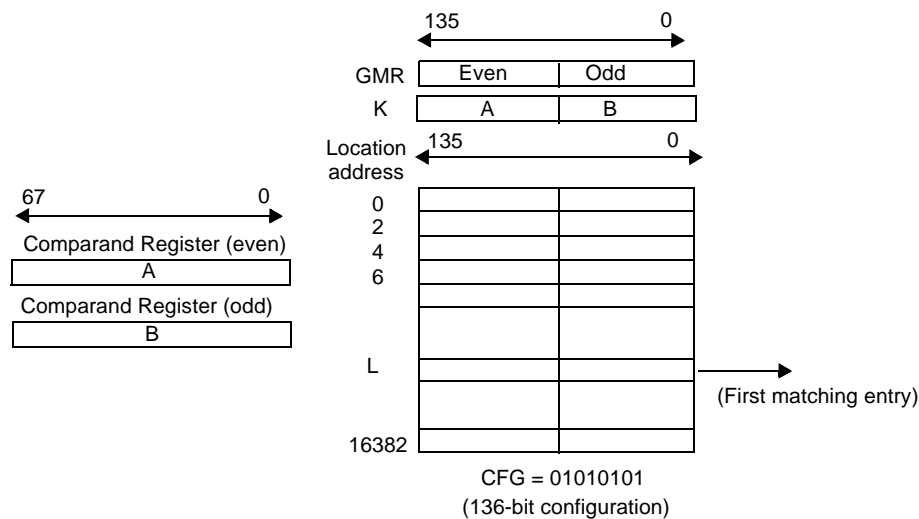 135 0
GMR Even Odd
K A B
Location address
135 0
67 0
Comparand Register (even)
A
Comparand Register (odd)
B
0
2
4
6
L
(First matching entry)
16382
CFG = 01010101
(136-bit configuration)